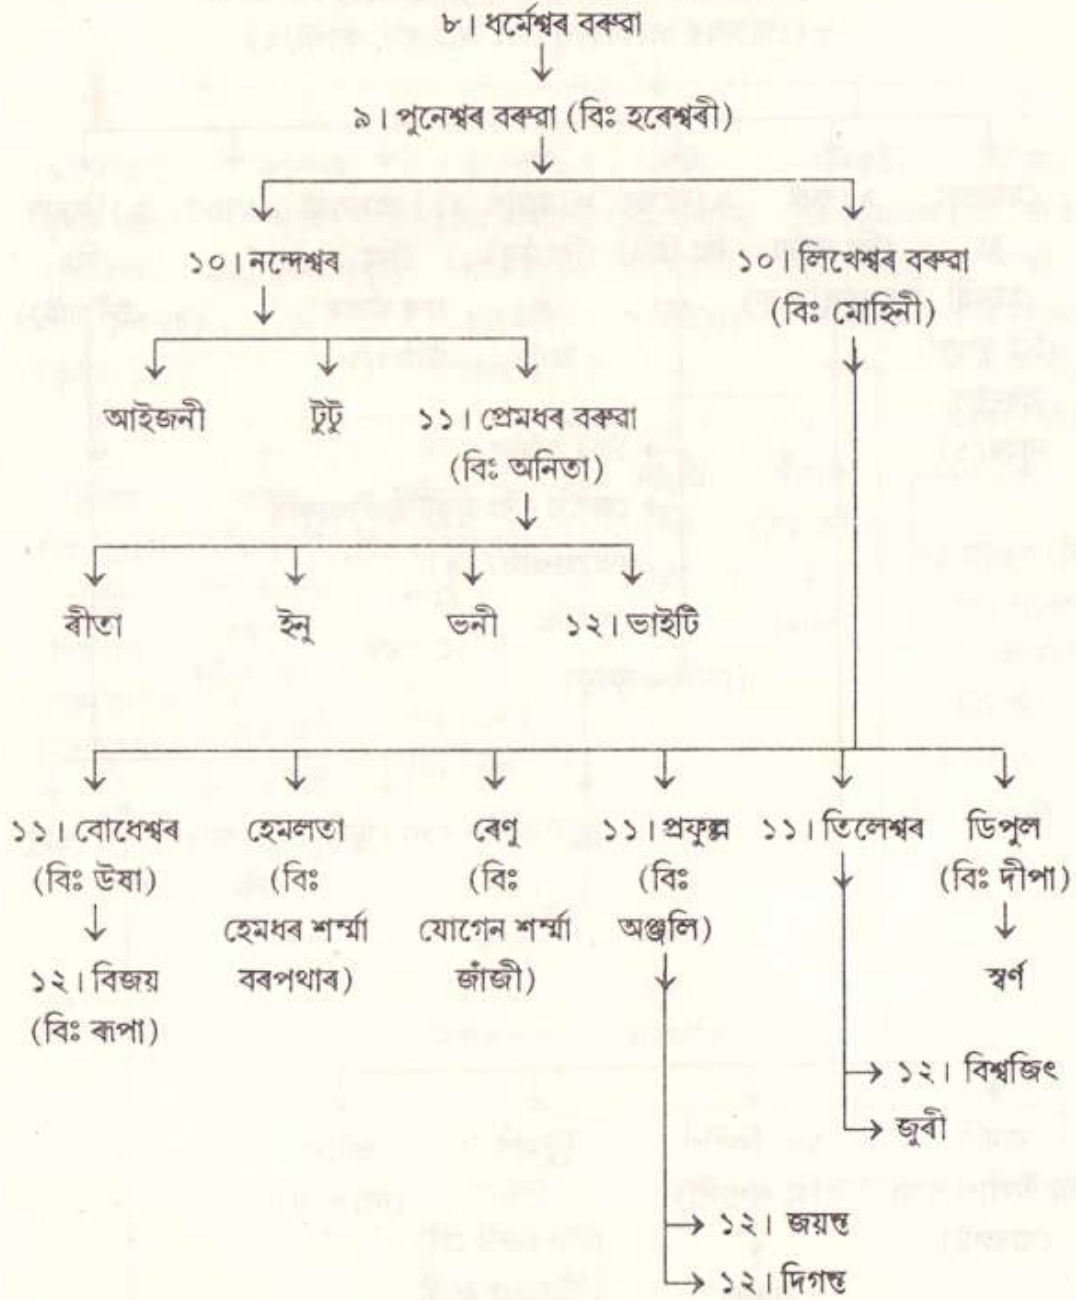 ৮। ধৰ্মেশ্বৰ বৰুৱা
৯। পুনেশ্বৰ বৰুৱা (বিঃ হৰেশ্বৰী)
১০। নন্দেশ্বৰ
১০। লিখেশ্বৰ বৰুৱা
(বিঃ মোহিনী)
আইজনী টুটু ১১। প্ৰেমধৰ বৰুৱা
(বিঃ অনিতা)
ৰীতা ইনু ভনী ১২। ভাইটি
১১। বোধেশ্বৰ হেমলতা ৰেণু ১১। প্ৰফুল্ল ১১। তিলেশ্বৰ ডিপুল
(বিঃ উষা) (বিঃ (বিঃ (বিঃ (বিঃ দীপা)
হেমধৰ শৰ্ম্মা যোগেন শৰ্ম্মা অঞ্জলি)
১২। বিজয় বৰপথাৰ) জাঁজী) স্বৰ্ণ
(বিঃ ৰূপা)
১২। বিশ্বজিৎ
জুৰী
১২। জয়ন্ত
১২। দিগন্ত